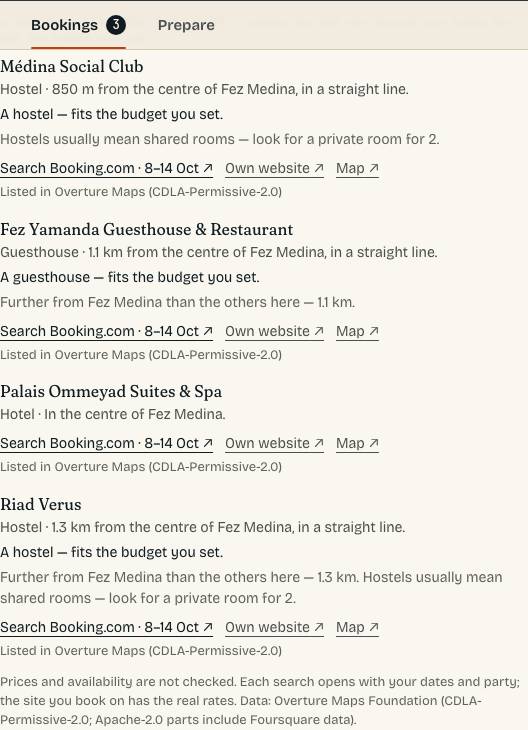 Bookings 3 Prepare
Médina Social Club
Hostel · 850 m from the centre of Fez Medina, in a straight line.
A hostel — fits the budget you set.
Hostels usually mean shared rooms — look for a private room for 2.
Search Booking.com · 8–14 Oct ↗ Own website ↗ Map ↗
Listed in Overture Maps (CDLA-Permissive-2.0)
Fez Yamanda Guesthouse & Restaurant
Guesthouse · 1.1 km from the centre of Fez Medina, in a straight line.
A guesthouse — fits the budget you set.
Further from Fez Medina than the others here — 1.1 km.
Search Booking.com · 8–14 Oct ↗ Own website ↗ Map ↗
Listed in Overture Maps (CDLA-Permissive-2.0)
Palais Ommeyad Suites & Spa
Hotel · In the centre of Fez Medina.
Search Booking.com · 8–14 Oct ↗ Own website ↗ Map ↗
Listed in Overture Maps (CDLA-Permissive-2.0)
Riad Verus
Hostel · 1.3 km from the centre of Fez Medina, in a straight line.
A hostel — fits the budget you set.
Further from Fez Medina than the others here — 1.3 km. Hostels usually mean
shared rooms — look for a private room for 2.
Search Booking.com · 8–14 Oct ↗ Own website ↗ Map ↗
Listed in Overture Maps (CDLA-Permissive-2.0)
Prices and availability are not checked. Each search opens with your dates and party;
the site you book on has the real rates. Data: Overture Maps Foundation (CDLA-
Permissive-2.0; Apache-2.0 parts include Foursquare data).